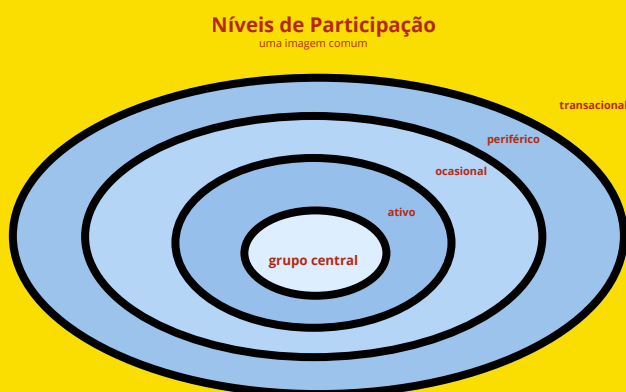 Níveis de Participação
uma imagem comum
transacional
periférico
ocasional
ativo
grupo central